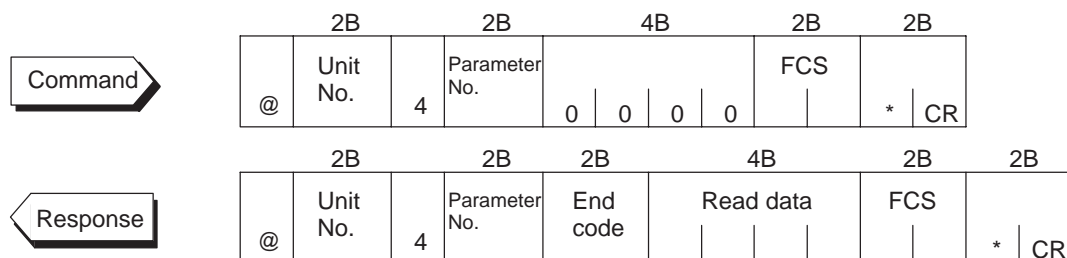 2B 2B 4B 2B 2B
Command
@ Unit No. 4 Parameter No. 0 0 0 0 FCS * CR
2B 2B 2B 4B 2B 2B
Response
@ Unit No. 4 Parameter No. End code Read data FCS * CR